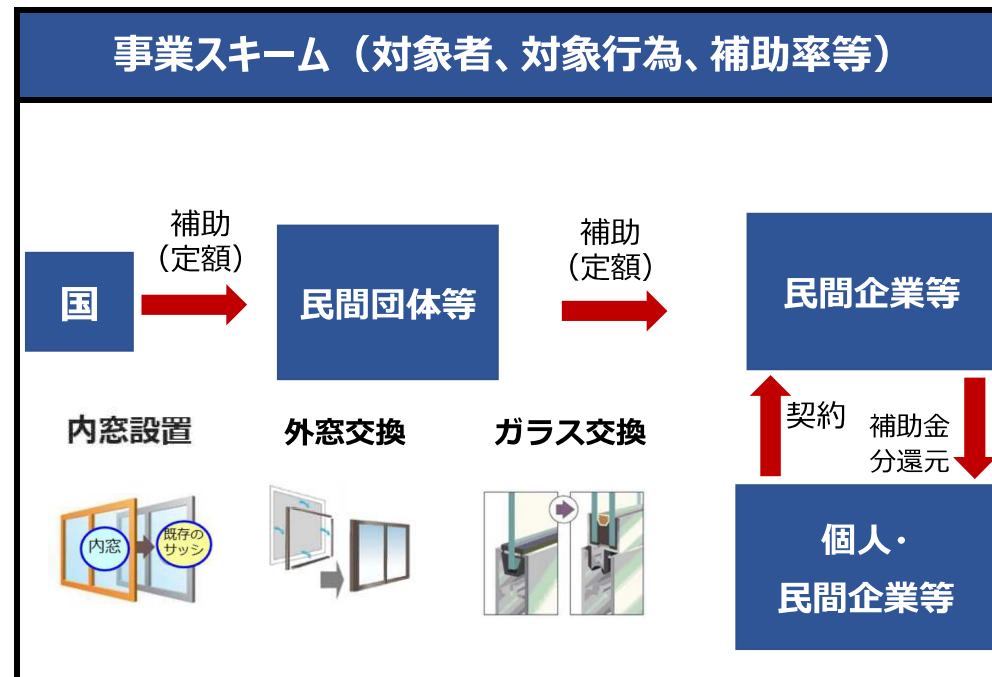 事業スキーム（対象者、対象行為、補助率等）
国
補助
（定額）
民間団体等
補助
（定額）
民間企業等
契約
補助金
分還元
個人・
民間企業等
内窓設置
外窓交換
ガラス交換
内窓
既存の
サッシ